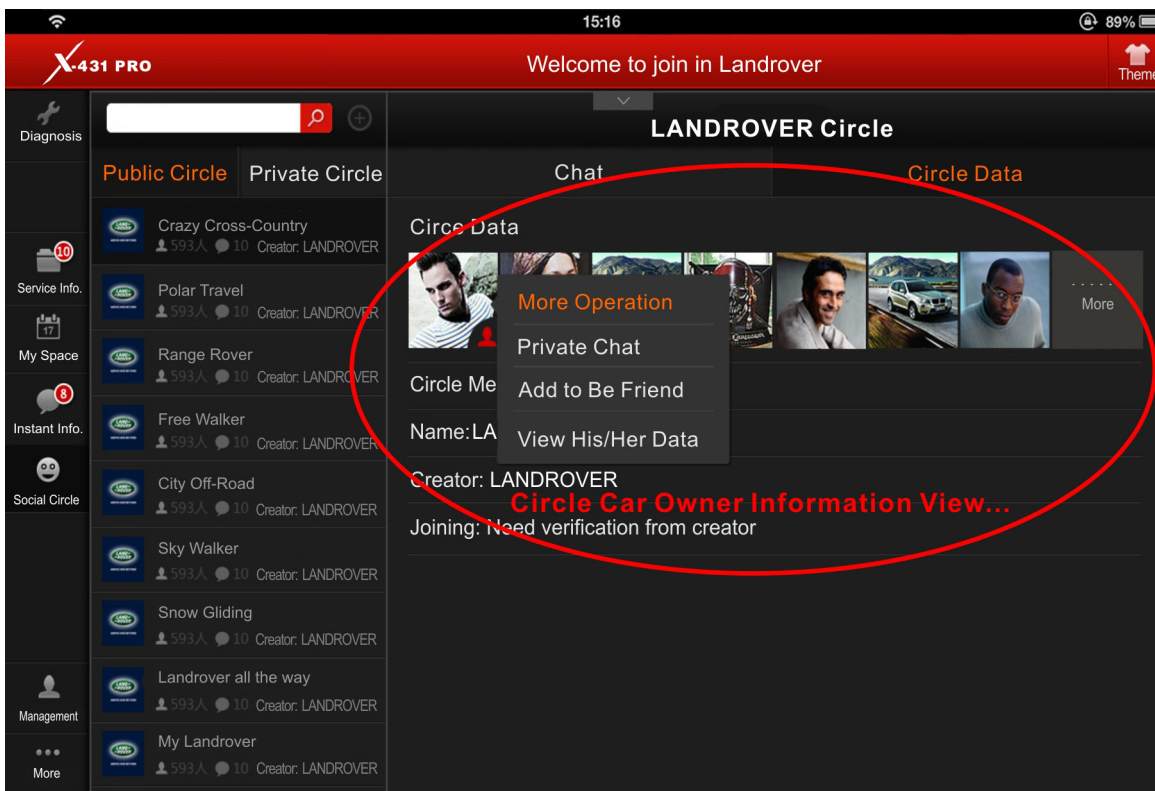 15:16
89%
X-431 PRO
Welcome to join in Landrover
Theme
Diagnosis
10
Service Info.
17
My Space
8
Instant Info.
Social Circle
Management
More
Public Circle
Private Circle
Crazy Cross-Country
593人 10 Creator: LANDROVER
Polar Travel
593人 10 Creator: LANDROVER
Range Rover
593人 10 Creator: LANDROVER
Free Walker
593人 10 Creator: LANDROVER
City Off-Road
593人 10 Creator: LANDROVER
Sky Walker
593人 10 Creator: LANDROVER
Snow Gliding
593人 10 Creator: LANDROVER
Landrover all the way
593人 10 Creator: LANDROVER
My Landrover
593人 10 Creator: LANDROVER
LANDROVER Circle
Chat
Circle Data
Circe Data
More
More Operation
Private Chat
Add to Be Friend
View His/Her Data
Circle Me
Name:LA
Creator: LANDROVER
Circle Car Owner Information View...
Joining: Need verification from creator